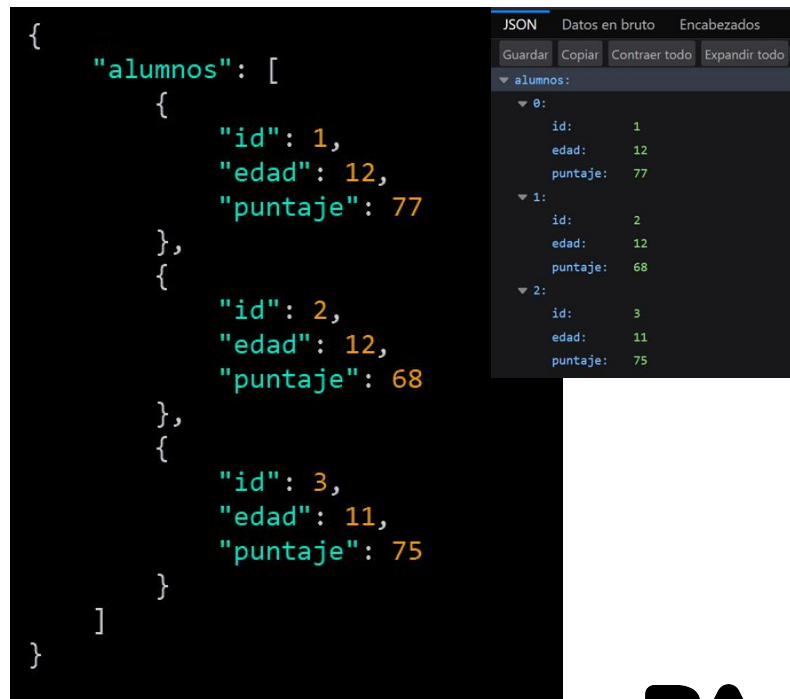 {
"alumnos": [
{
"id": 1,
"edad": 12,
"puntaje": 77
},
{
"id": 2,
"edad": 12,
"puntaje": 68
},
{
"id": 3,
"edad": 11,
"puntaje": 75
}
]
}
JSON Datos en bruto Encabezados
Guardar Copiar Contraer todo Expandir todo
alumnos:
0:
id: 1
edad: 12
puntaje: 77
1:
id: 2
edad: 12
puntaje: 68
2:
id: 3
edad: 11
puntaje: 75